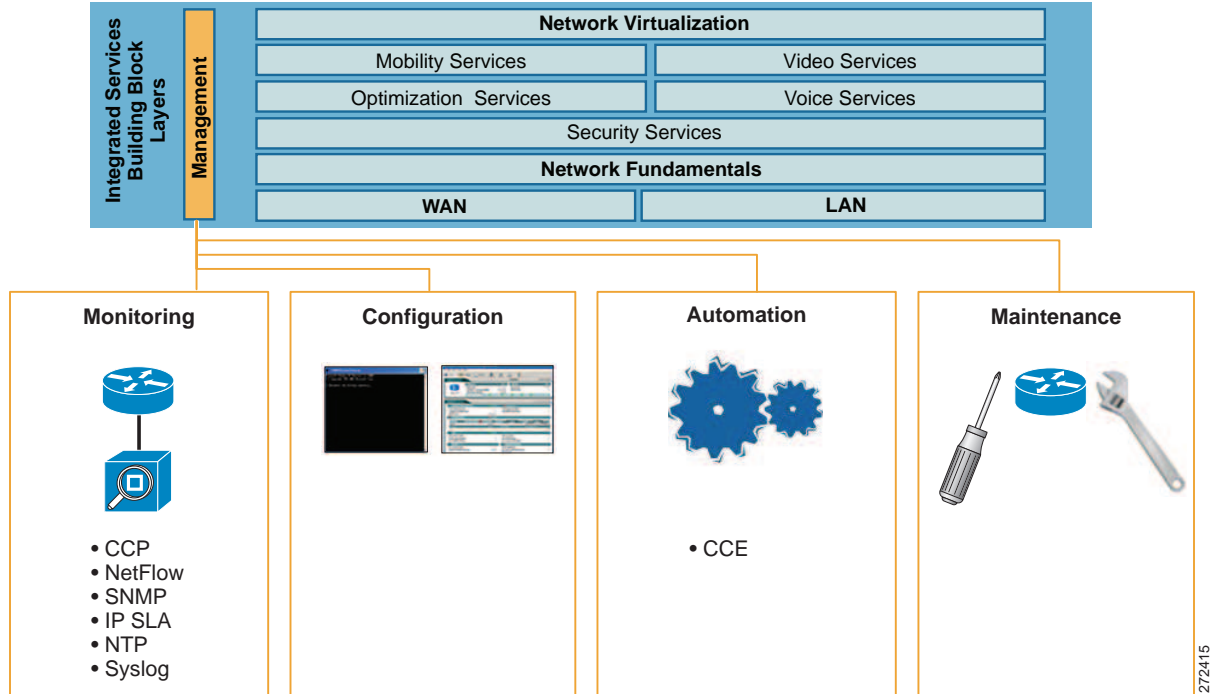 Integrated Services
Building Block
Layers
Management
Network Virtualization
Mobility Services
Video Services
Optimization Services
Voice Services
Security Services
Network Fundamentals
WAN
LAN
Monitoring
• CCP
• NetFlow
• SNMP
• IP SLA
• NTP
• Syslog
Configuration
Automation
• CCE
Maintenance
272415